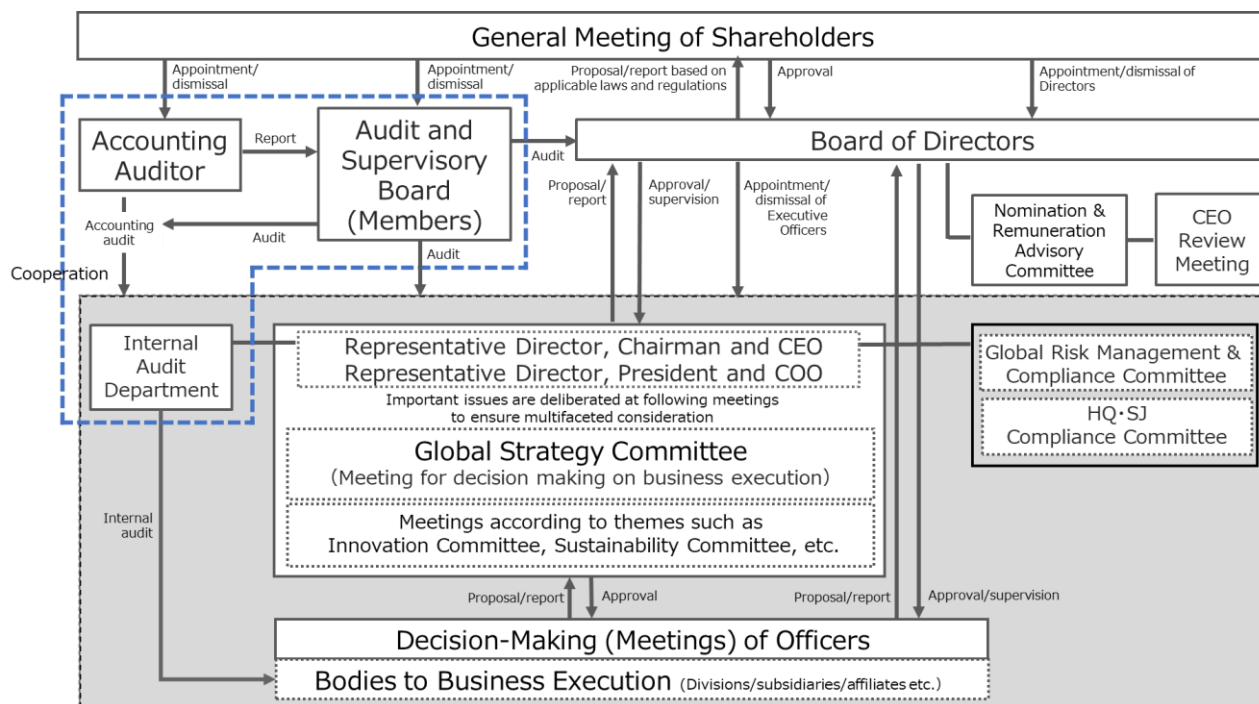 General Meeting of Shareholders
Appointment/
dismissal
Appointment/
dismissal
Proposal/report based on
applicable laws and regulations
Approval
Appointment/dismissal of
Directors
Accounting
Auditor
Report
Audit and
Supervisory
Board
(Members)
Audit
Board of Directors
Accounting
audit
Audit
Audit
Cooperation
Proposal/
report
Approval/
supervision
Appointment/
dismissal of
Executive
Officers
Nomination &
Remuneration
Advisory
Committee
CEO
Review
Meeting
Internal
Audit
Department
Representative Director, Chairman and CEO
Representative Director, President and COO
Important issues are deliberated at following meetings
to ensure multifaceted consideration
Global Strategy Committee
(Meeting for decision making on business execution)
Meetings according to themes such as
Innovation Committee, Sustainability Committee, etc.
Global Risk Management &
Compliance Committee
HQ・SJ
Compliance Committee
Internal
audit
Proposal/report
Approval
Proposal/report
Approval/supervision
Decision-Making (Meetings) of Officers
Bodies to Business Execution (Divisions/subsidiaries/affiliates etc.)